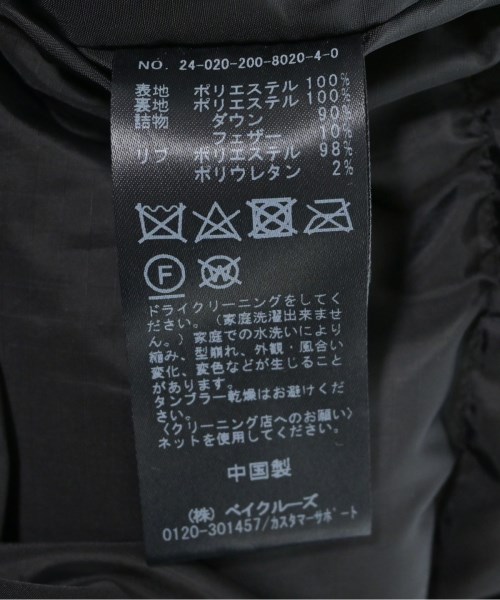 NO. 24-020-200-8020-4-0
表地 ポリエステル 100%
裏地 ポリエステル 100%
詰物 ダウン 90%
フェザー 10%
リブ ポリエステル 98%
ポリウレタン 2%
F W
ドライクリーニングをしてく
ださい。(家庭洗濯出来ませ
ん。)家庭での水洗いにより
縮み、型崩れ、外観・風合い
変化、変色などが生じること
があります。
タンブラー乾燥はお避けくだ
さい。
〈クリーニング店へのお願い〉
ネットを使用してください。
中国製
(株) ベイクルーズ
0120-301457/カスタマーサポート